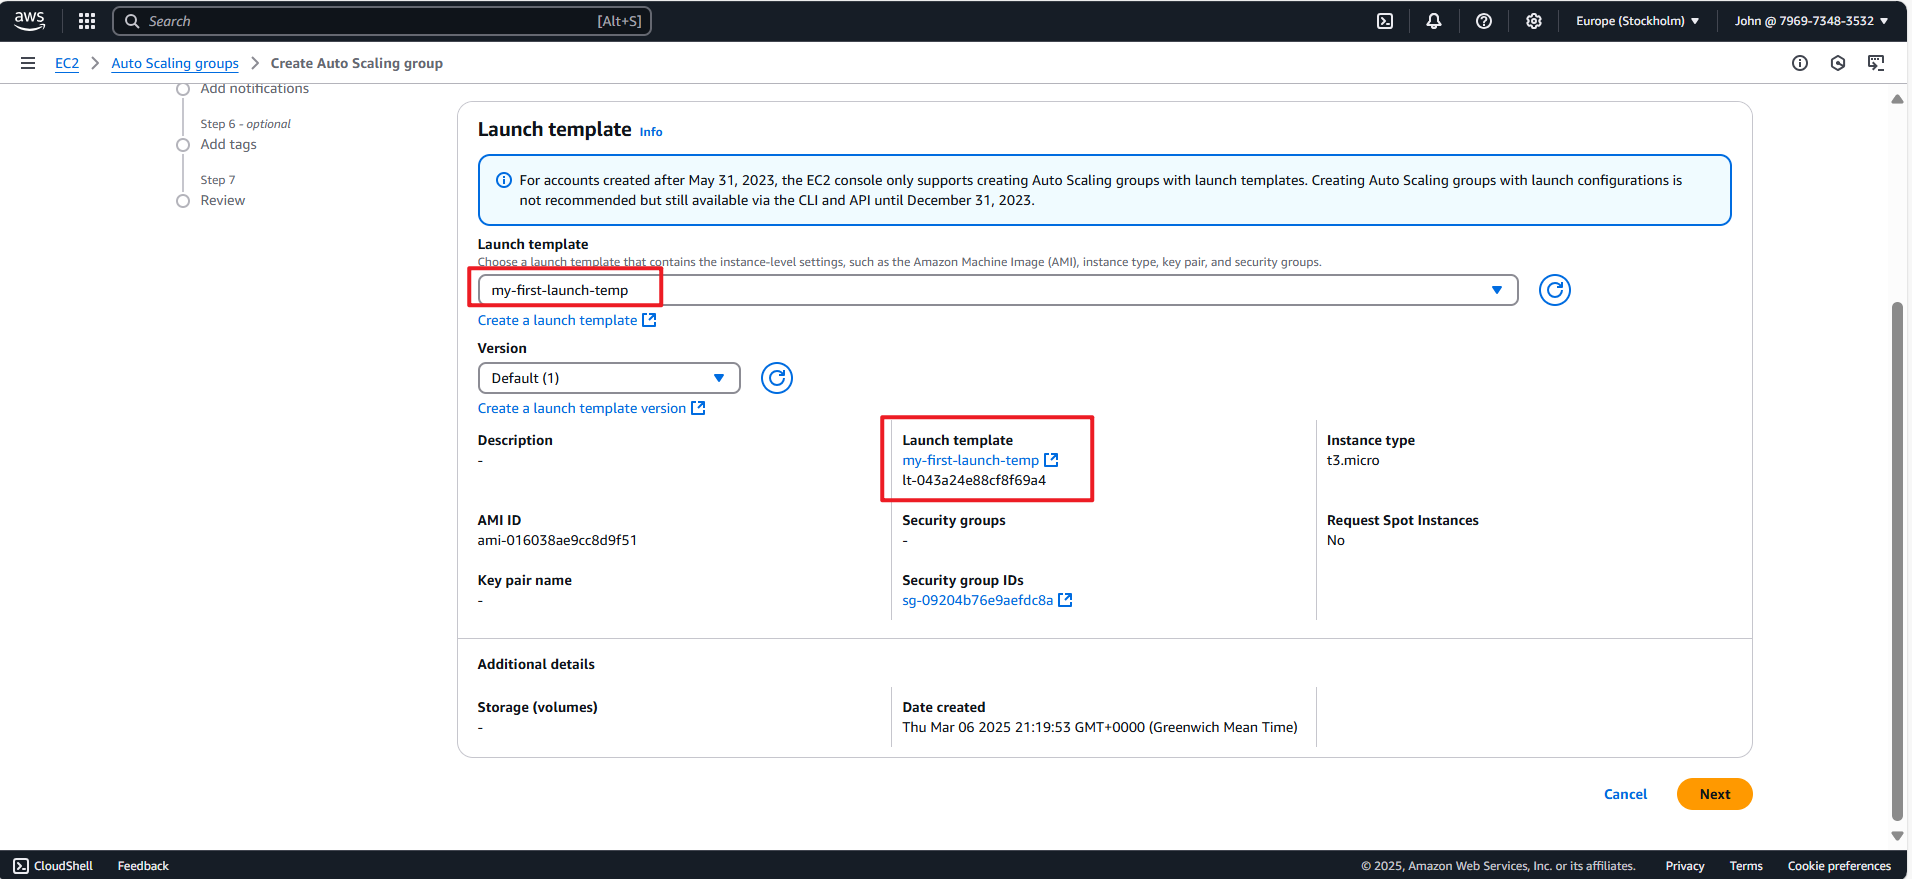 aws
Search
[Alt+S]
Europe (Stockholm)
John @ 7969-7348-3532
EC2
Auto Scaling groups
Create Auto Scaling group
Add notifications
Step 6 - optional
Add tags
Step 7
Review
Launch template Info
For accounts created after May 31, 2023, the EC2 console only supports creating Auto Scaling groups with launch templates. Creating Auto Scaling groups with launch configurations is
not recommended but still available via the CLI and API until December 31, 2023.
Launch template
Choose a launch template that contains the instance-level settings, such as the Amazon Machine Image (AMI), instance type, key pair, and security groups.
my-first-launch-temp
Create a launch template
Version
Default (1)
Create a launch template version
Description
-
Launch template
my-first-launch-temp
lt-043a24e88cf8f69a4
Instance type
t3.micro
AMI ID
ami-016038ae9cc8d9f51
Security groups
-
Request Spot Instances
No
Key pair name
-
Security group IDs
sg-09204b76e9aefdc8a
Additional details
Storage (volumes)
-
Date created
Thu Mar 06 2025 21:19:53 GMT+0000 (Greenwich Mean Time)
Cancel
Next
CloudShell
Feedback
© 2025, Amazon Web Services, Inc. or its affiliates.
Privacy
Terms
Cookie preferences